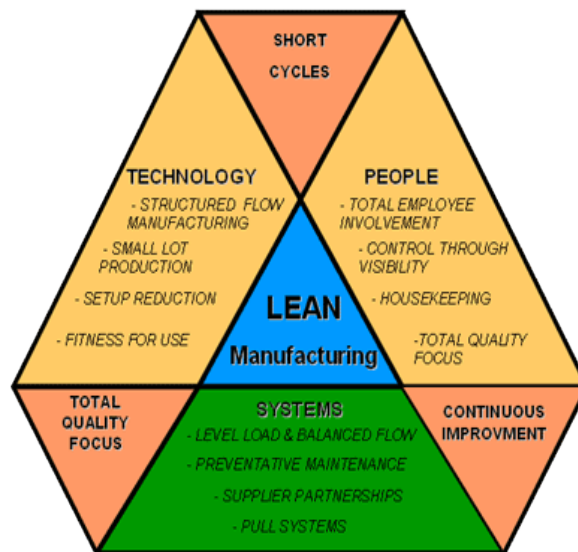 SHORT
CYCLES
TECHNOLOGY
- STRUCTURED FLOW
MANUFACTURING
- SMALL LOT
PRODUCTION
- SETUP REDUCTION
- FITNESS FOR USE
PEOPLE
- TOTAL EMPLOYEE
INVOLVEMENT
- CONTROL THROUGH
VISIBILITY
- HOUSEKEEPING
-TOTAL QUALITY
FOCUS
LEAN
Manufacturing
TOTAL
QUALITY
FOCUS
SYSTEMS
- LEVEL LOAD & BALANCED FLOW
- PREVENTATIVE MAINTENANCE
- SUPPLIER PARTNERSHIPS
- PULL SYSTEMS
CONTINUOUS
IMPROVMENT